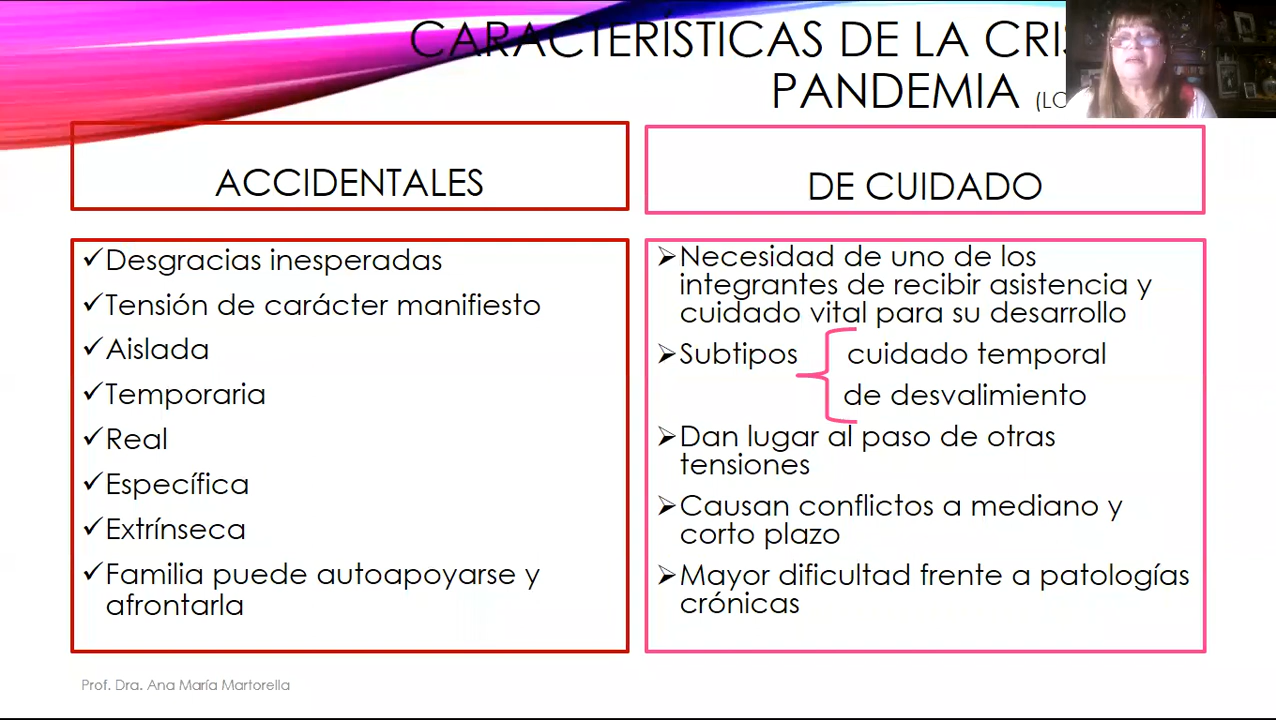 CARACTERÍSTICAS DE LA
PANDEMIA
ACCIDENTALES
✓Desgracias inesperadas
✓Tensión de carácter manifiesto
✓Aislada
✓Temporaria
✓Real
✓Específica
✓Extrínseca
✓Familia puede autoapoyarse y
afrontarla
DE CUIDADO
➢Necesidad de uno de los
integrantes de recibir asistencia y
cuidado vital para su desarrollo
➢Subtipos cuidado temporal
de desvalimiento
➢Dan lugar al paso de otras
tensiones
➢Causan conflictos a mediano y
corto plazo
➢Mayor dificultad frente a patologías
crónicas
Prof. Dra. Ana María Martorella